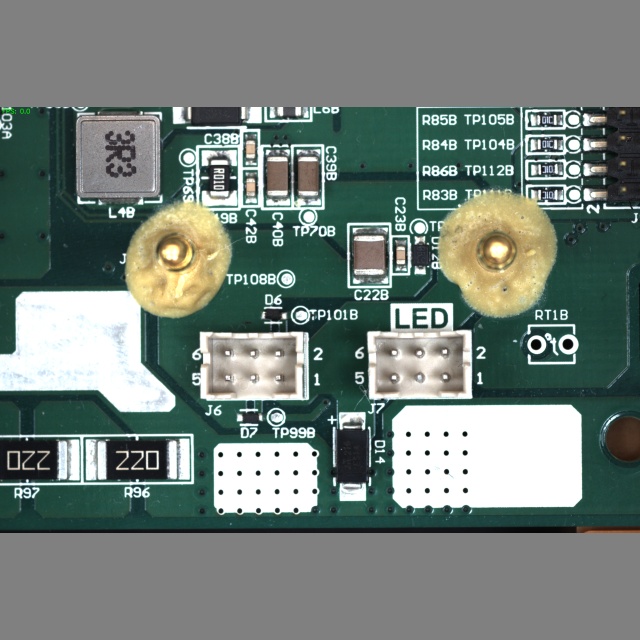 R85B TP105B
R84B TP104B
R86B TP112B
R83B
2
3R3
L4B
C38B
R010
C39B
C42B
C40B
TP70B
C23B
C22B
TP108B
D6
TP101B
LED
RT1B
6 2
5 1
J6
6 2
5 1
J7
D7 TP99B
+
D14
022
R97
220
R96